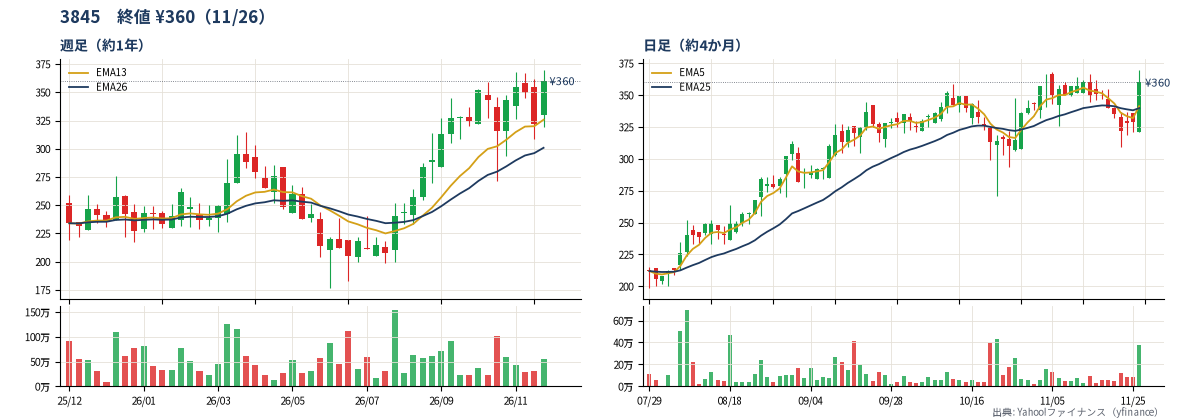 3845　終値 ¥360（11/26）
週足（約1年）
EMA13
EMA26
375
350
325
300
275
250
225
200
175
¥360
150万
100万
50万
0万
25/12
26/01
26/03
26/05
26/06
26/07
26/09
26/11
日足（約4か月）
EMA5
EMA25
375
350
325
300
275
250
225
200
¥360
60万
40万
20万
0万
07/29
08/18
09/04
09/28
10/16
11/05
11/25
出典: Yahoo!ファイナンス（yfinance）